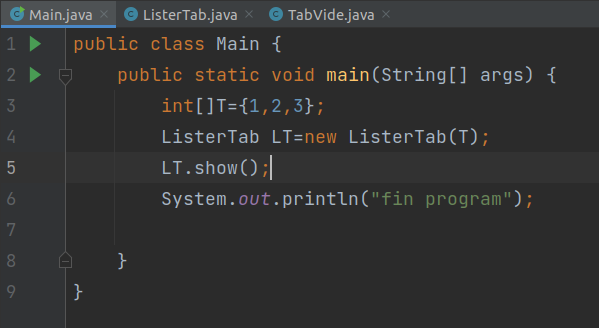 Main.java ListerTab.java TabVide.java
1 public class Main {
2 public static void main(String[] args) {
3 int[]T={1,2,3};
4 ListerTab LT=new ListerTab(T);
5 LT.show();
6 System.out.println("fin program");
7
8 }
9 }